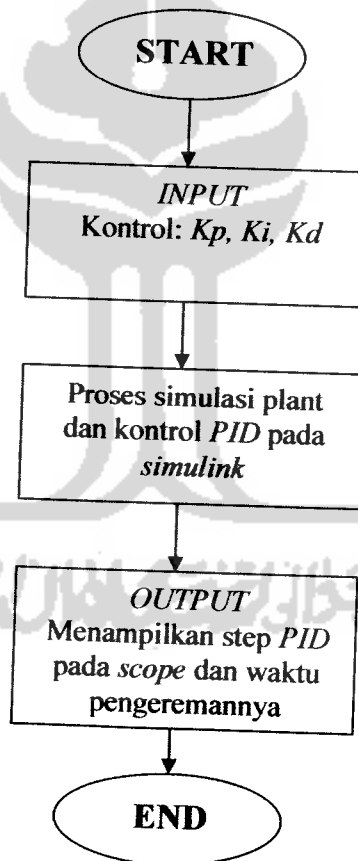 START
INPUT
Kontrol: Kp, Ki, Kd
Proses simulasi plant
dan kontrol PID pada
simulink
OUTPUT
Menampilkan step PID
pada scope dan waktu
pengeremannya
END